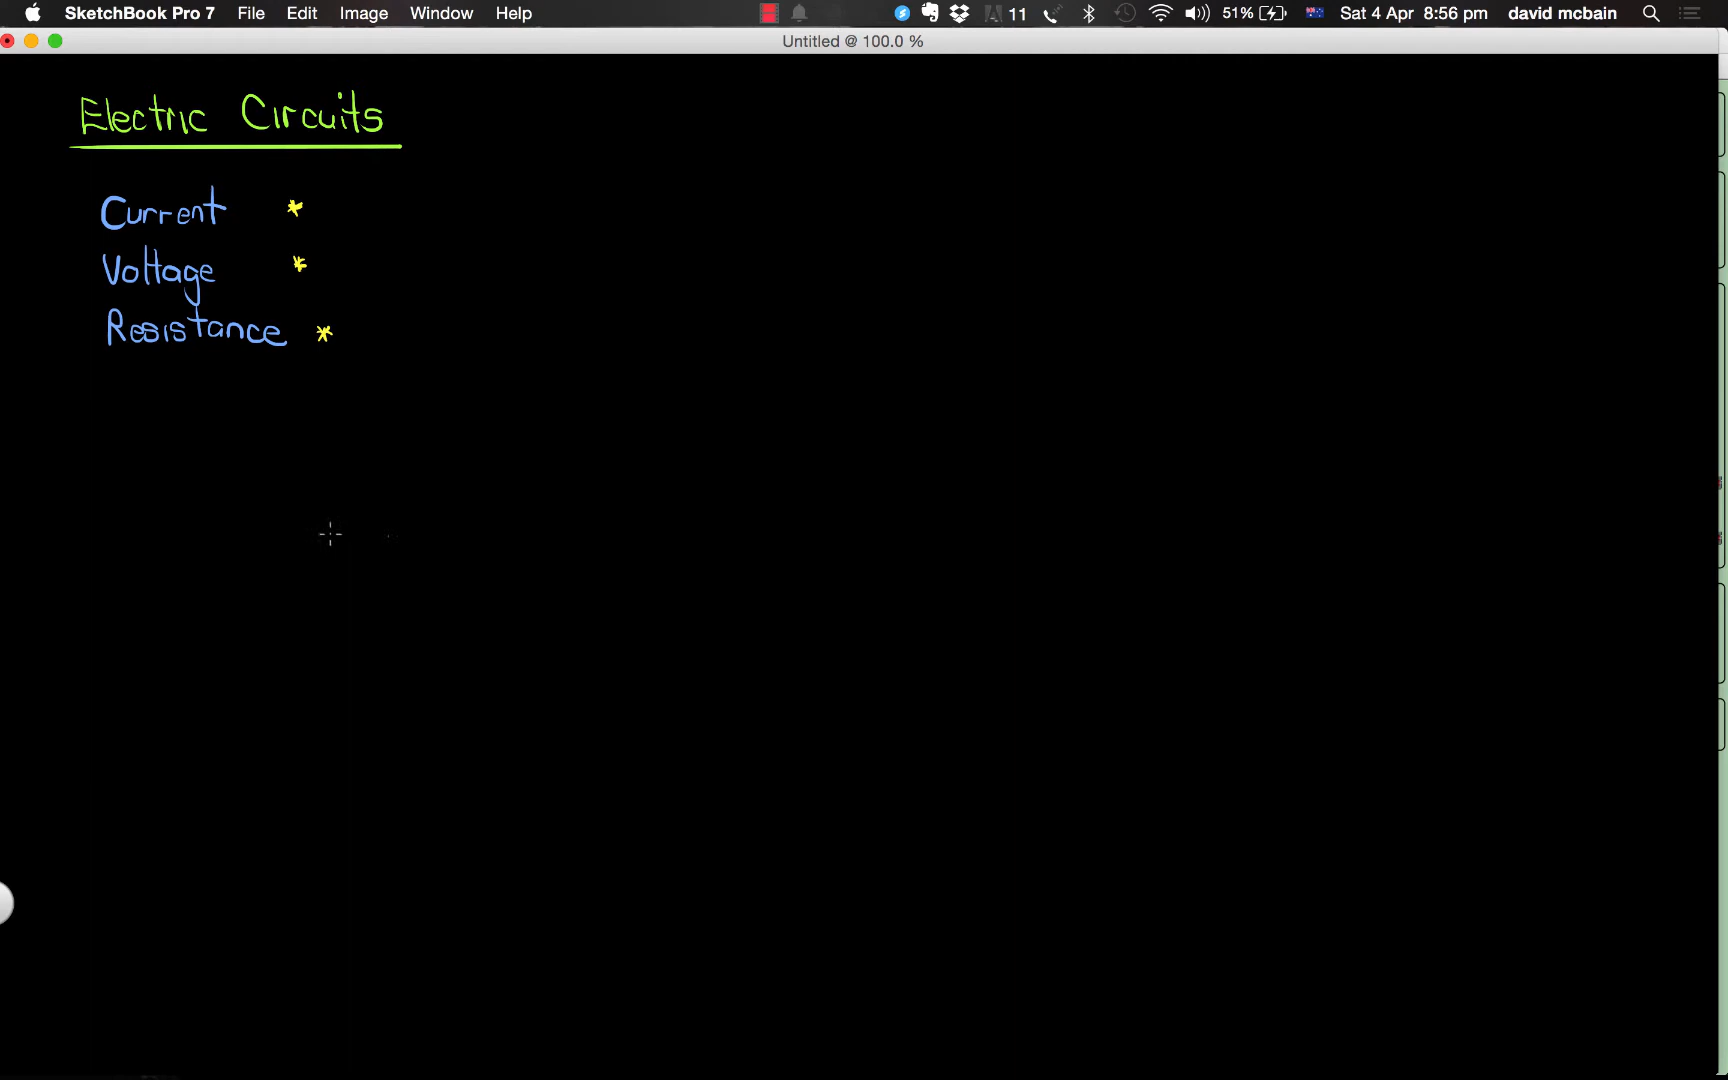 SketchBook Pro 7 File Edit Image Window Help 11 51% Sat 4 Apr 8:56 pm david mcbain
Untitled @ 100.0 %
Electric Circuits
Current *
Voltage *
Resistance *